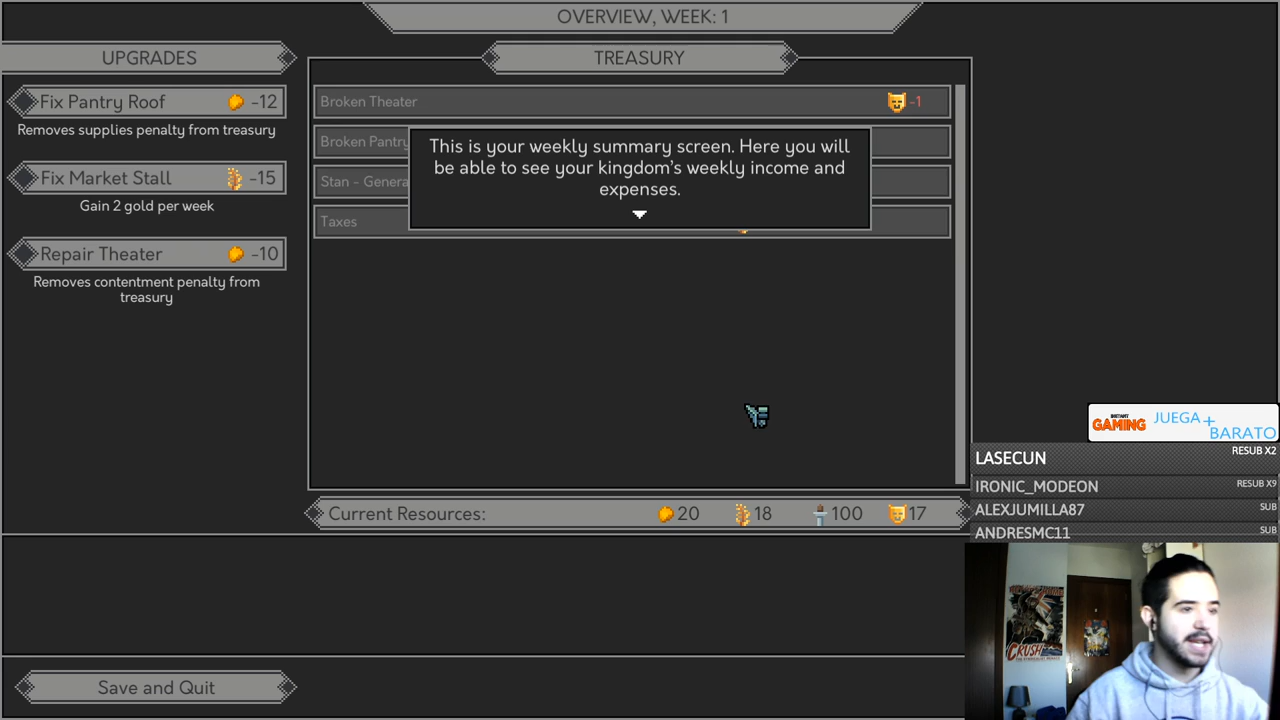 OVERVIEW, WEEK: 1
UPGRADES
Fix Pantry Roof -12
Removes supplies penalty from treasury
Fix Market Stall -15
Gain 2 gold per week
Repair Theater -10
Removes contentment penalty from
treasury
TREASURY
Broken Theater -1
Broken Pantry
Stan - Genera
Taxes
This is your weekly summary screen. Here you will
be able to see your kingdom's weekly income and
expenses.
Current Resources: 20 18 100 17
Save and Quit
INSTANT
GAMING
JUEGA+
BARATO
LASECUN RESUB X2
IRONIC_MODEON RESUB X9
ALEXJUMILLA87 SUB
ANDRESMC11 SUB
CRUSH